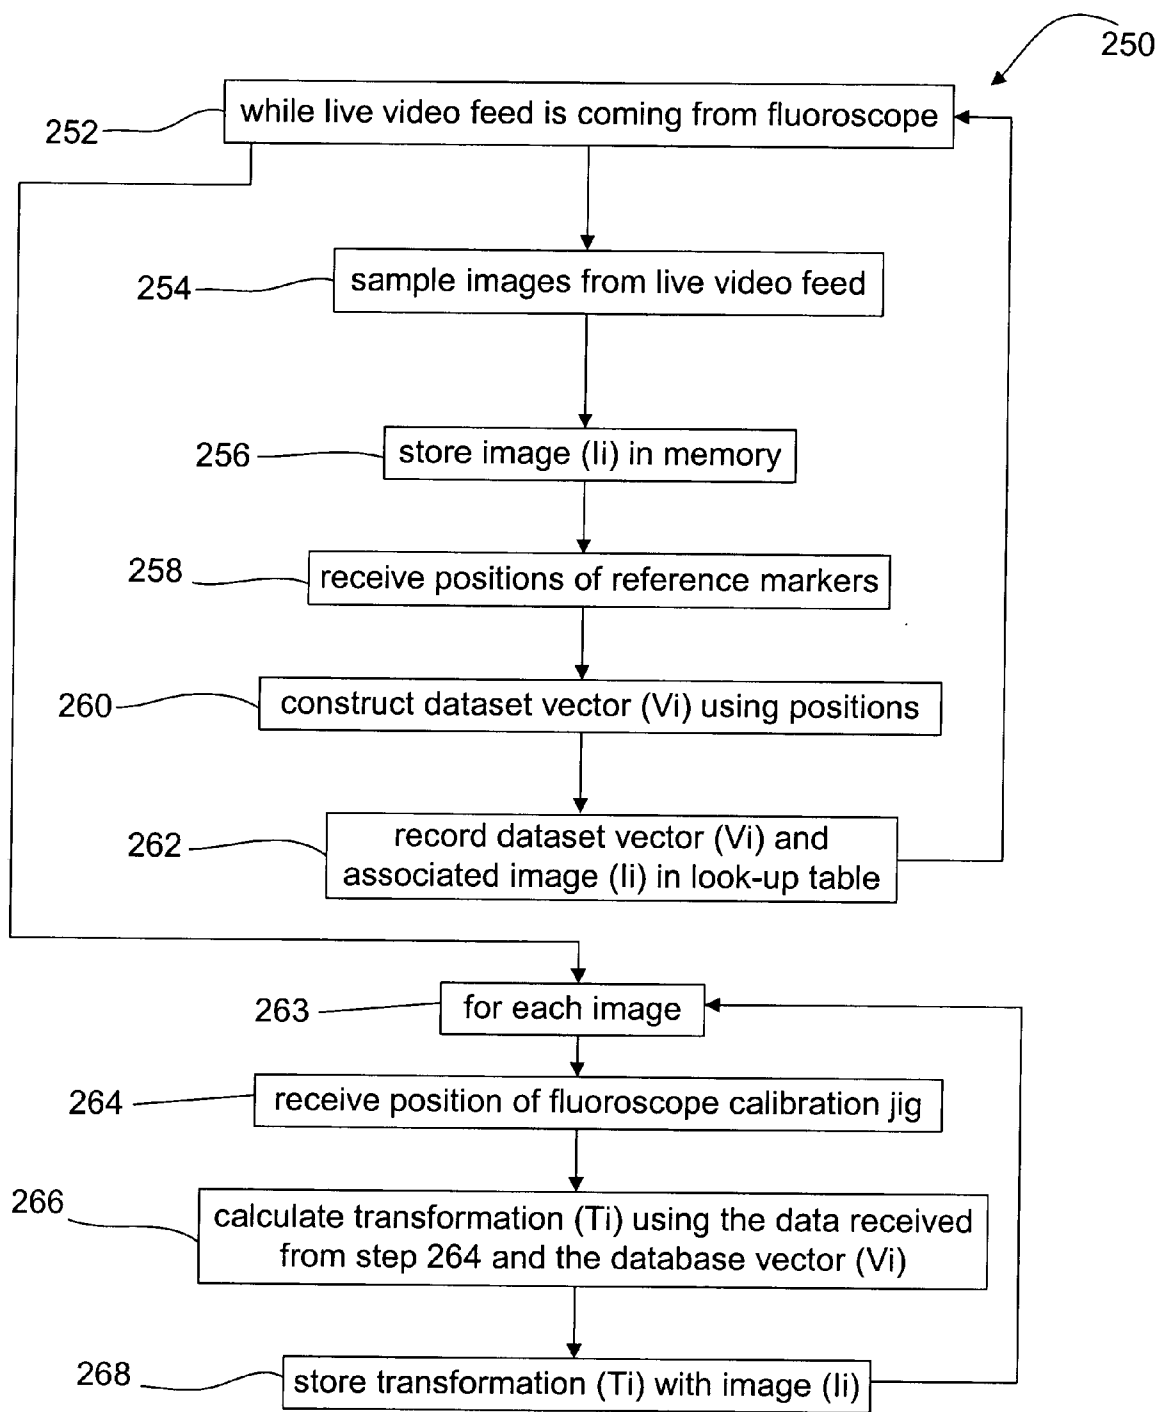 250
252
while live video feed is coming from fluoroscope
254
sample images from live video feed
256
store image (Ii) in memory
258
receive positions of reference markers
260
construct dataset vector (Vi) using positions
262
record dataset vector (Vi) and
associated image (Ii) in look-up table
263
for each image
264
receive position of fluoroscope calibration jig
266
calculate transformation (Ti) using the data received
from step 264 and the database vector (Vi)
268
store transformation (Ti) with image (Ii)